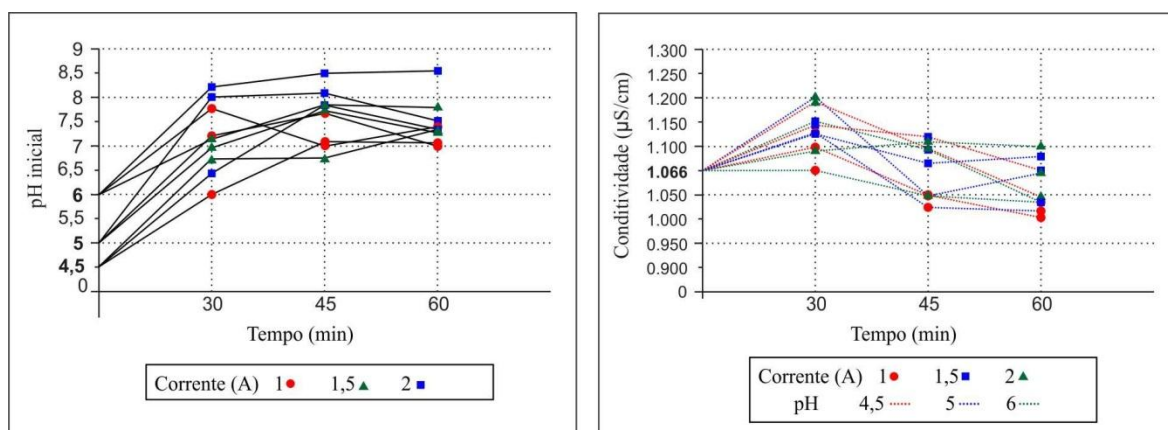 9
8,5
8
7,5
7
6,5
6
5,5
5
4,5
0
pH inicial
30 45 60
Tempo (min)
Corrente (A) 1 1,5 2
1.300
1.250
1.200
1.150
1.100
1.066
1.050
1.000
0.950
0.900
0
Conditividade (µS/cm)
30 45 60
Tempo (min)
Corrente (A) 1 1,5 2
pH 4,5 5 6